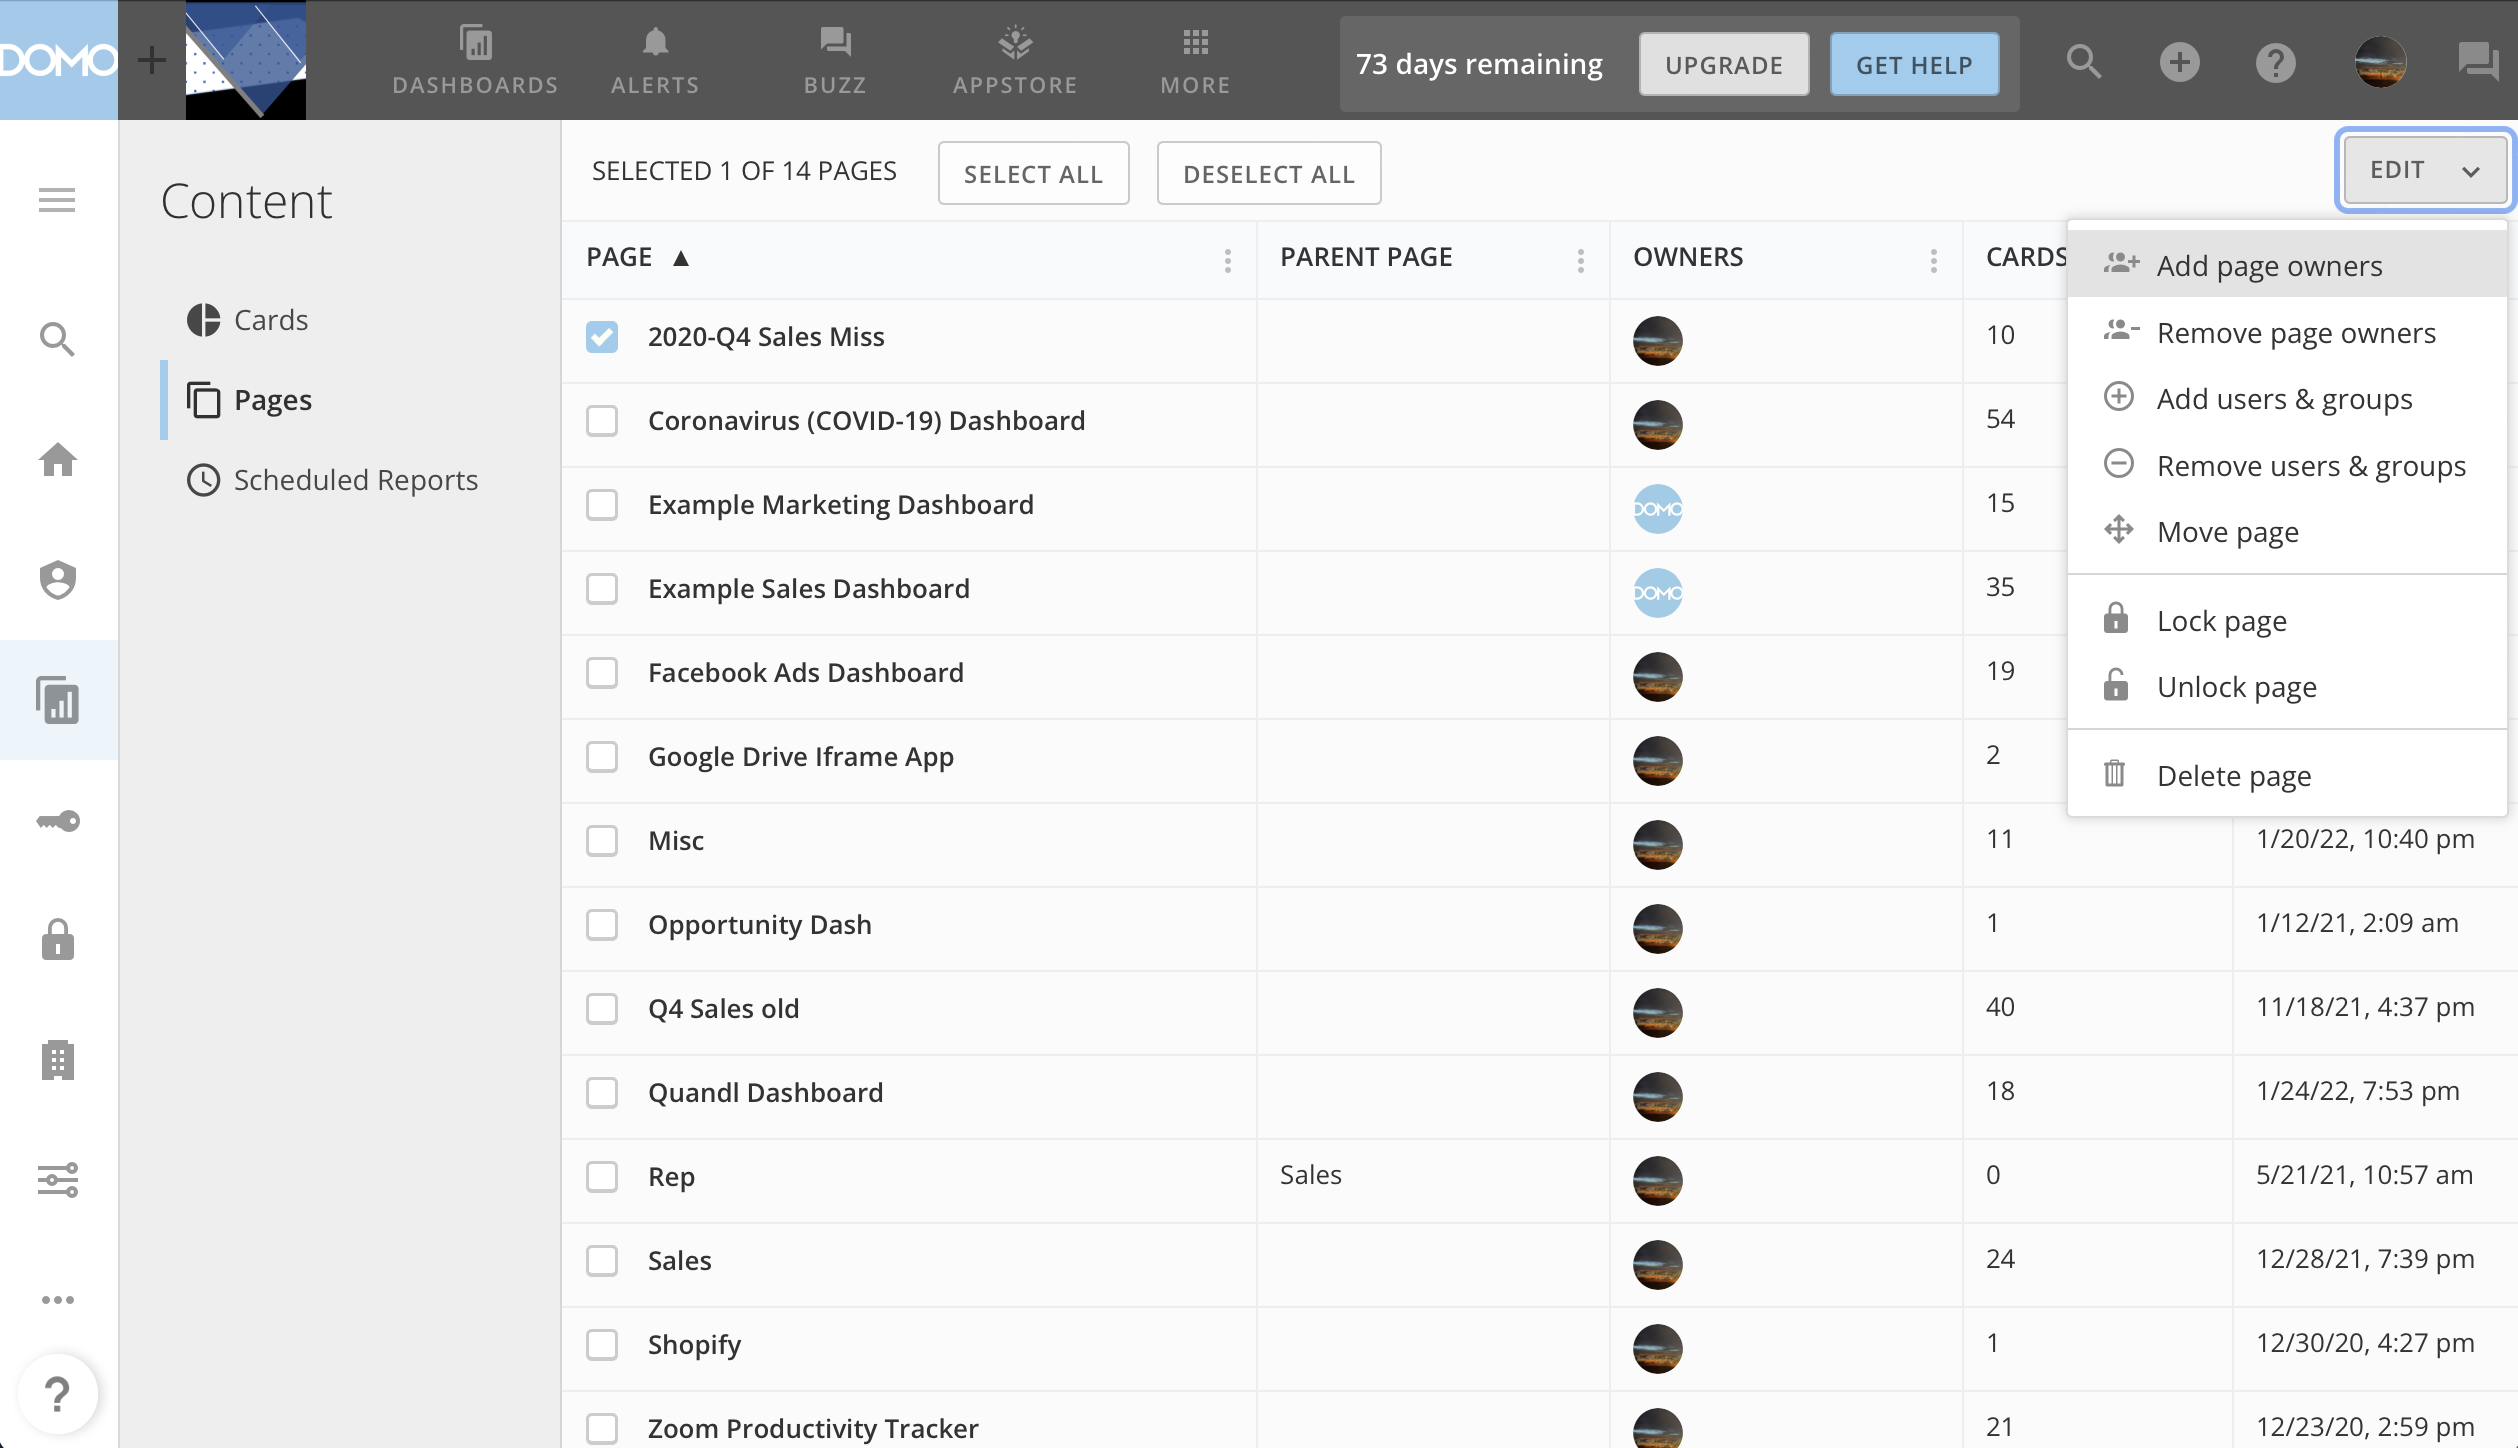 DOMO
DASHBOARDS
ALERTS
BUZZ
APPSTORE
MORE
73 days remaining
UPGRADE
GET HELP
Content
Cards
Pages
Scheduled Reports
SELECTED 1 OF 14 PAGES
SELECT ALL
DESELECT ALL
EDIT
PAGE ▲ PARENT PAGE OWNERS CARDS
2020-Q4 Sales Miss 10
Coronavirus (COVID-19) Dashboard 54
Example Marketing Dashboard DOMO 15
Example Sales Dashboard DOMO 35
Facebook Ads Dashboard 19
Google Drive Iframe App 2
Misc 11 1/20/22, 10:40 pm
Opportunity Dash 1 1/12/21, 2:09 am
Q4 Sales old 40 11/18/21, 4:37 pm
Quandl Dashboard 18 1/24/22, 7:53 pm
Rep Sales 0 5/21/21, 10:57 am
Sales 24 12/28/21, 7:39 pm
Shopify 1 12/30/20, 4:27 pm
Zoom Productivity Tracker 21 12/23/20, 2:59 pm
Add page owners
Remove page owners
Add users & groups
Remove users & groups
Move page
Lock page
Unlock page
Delete page
?